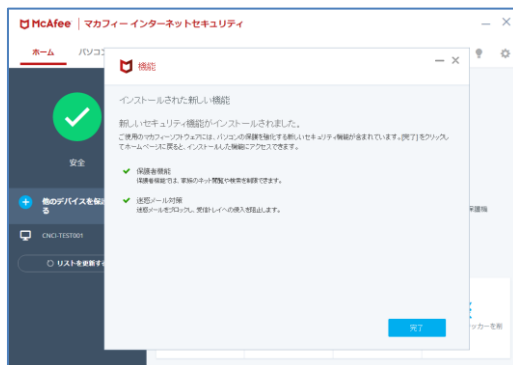 McAfee | マカフィー インターネットセキュリティ
ホーム
パソコ
機能
インストールされた新しい機能
新しいセキュリティ機能がインストールされました。
ご使用のマカフィーソフトウェアには、パソコンの保護を強化する新しいセキュリティ機能が含まれています。[完了] をクリックし
てホームページに戻ると、インストールした機能にアクセスできます。
保護者機能
保護者機能では、家族のネット閲覧や検索を制限できます。
迷惑メール対策
迷惑メールをブロックし、受信トレイへの侵入を阻止します。
安全
他のデバイスを保
る
CNCI-TEST001
リストを更新す
保護機
ッカーを削
完了